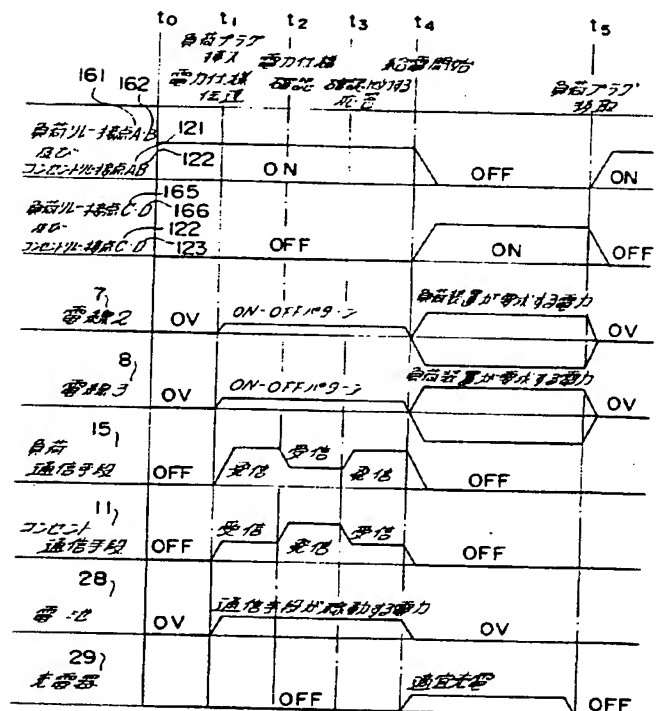 t₀ t₁ t₂ t₃ t₄ t₅
負荷プラグ
挿入
電力仕様
伝達
電力仕様
確認
確認に対する
応答
給電開始
負荷プラグ
抜取
161 162
負荷リレー接点A・B 121
及び 122
コンセントリレー接点A・B
ON OFF ON
165
負荷リレー接点C・D 166
及び 122
コンセントリレー接点C・D 123
OFF ON OFF
7
電線2 0V ON-OFFパターン 負荷装置が要求する電力 0V
8
電線3 0V ON-OFFパターン 負荷装置が要求する電力 0V
15
負荷
通信手段 OFF 発信 受信 発信 OFF
11
コンセント
通信手段 OFF 受信 発信 受信 OFF
28
電池 0V 通信手段が稼動する電力 0V
29
充電器 OFF 適宜充電 OFF